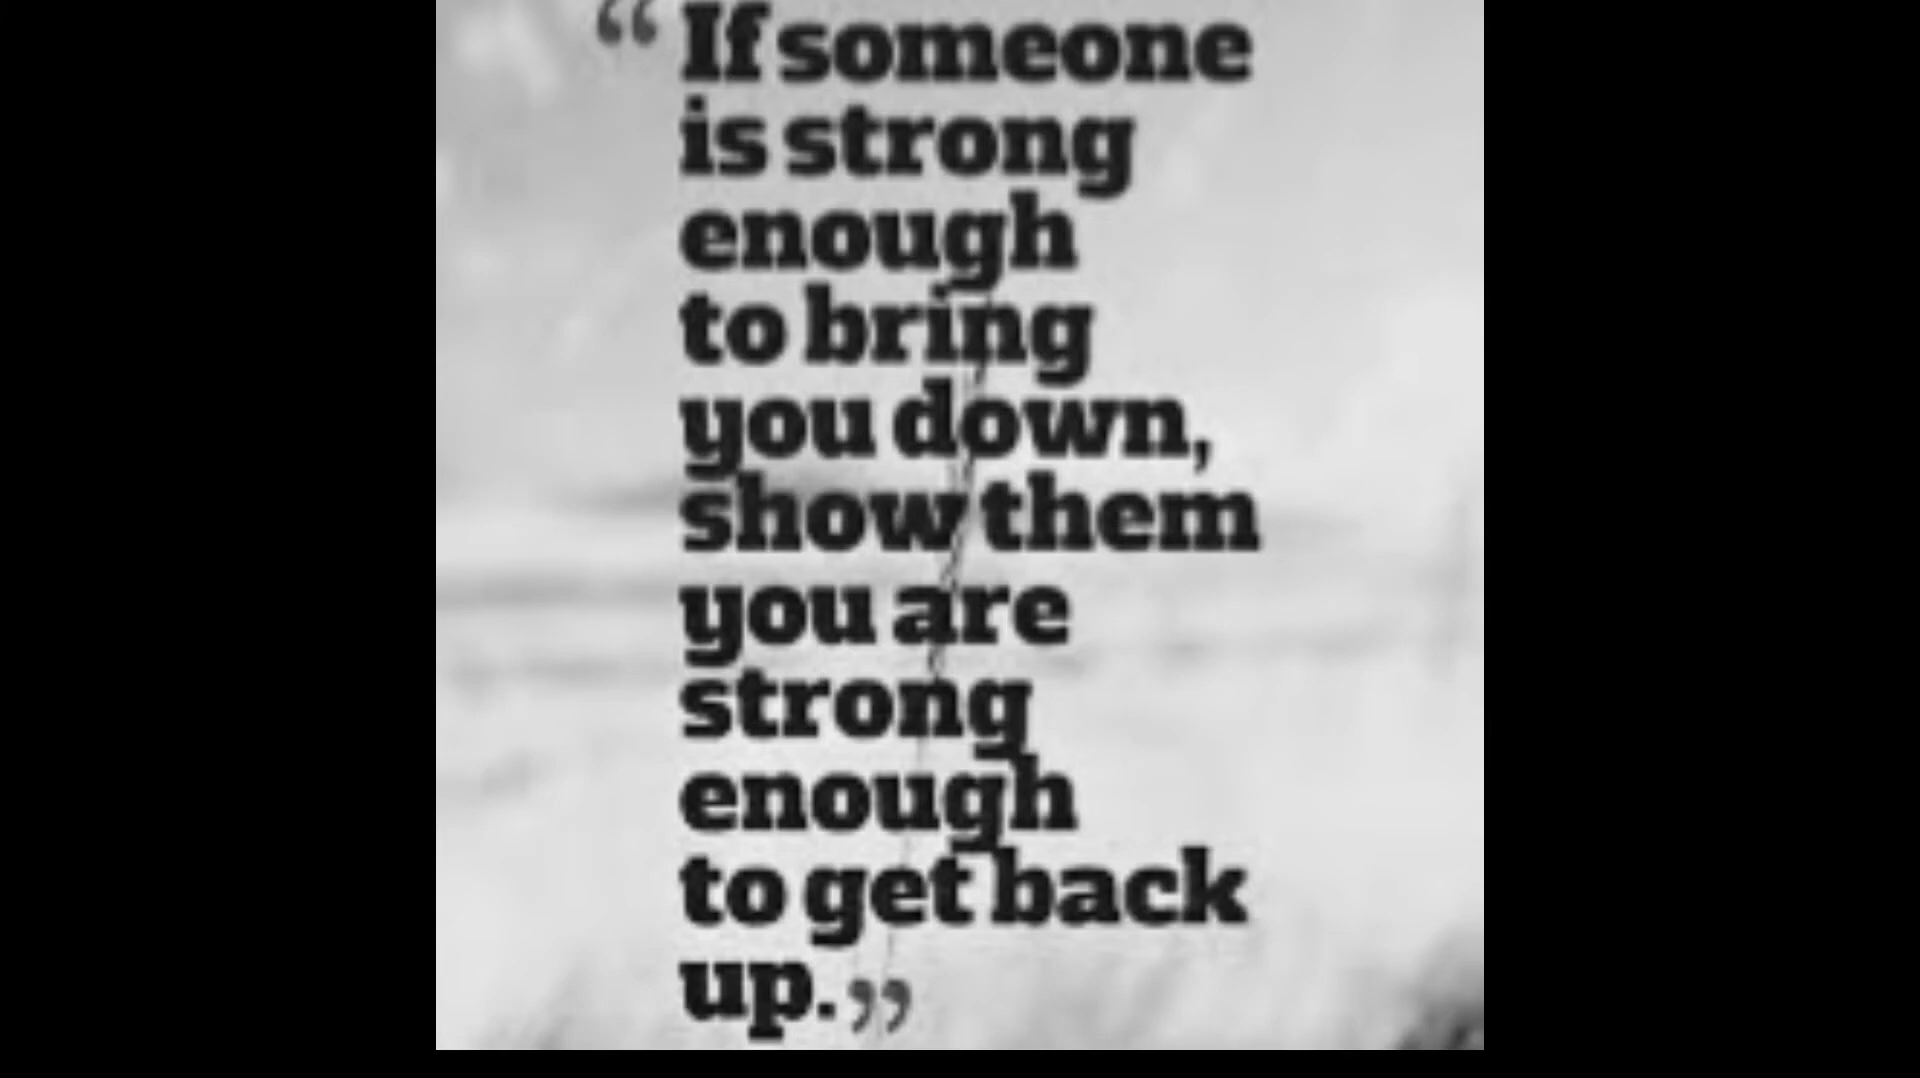 “If someone
is strong
enough
to bring
you down,
show them
you are
strong
enough
to get back
up.”